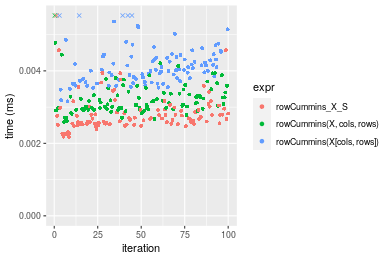 time (ms)
0.004
0.002
0.000
0
25
50
75
100
iteration
expr
rowCummins_X_S
rowCummins(X, cols, rows)
rowCummins(X[cols, rows])